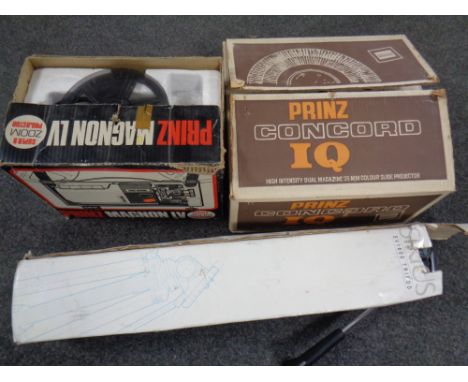 PRINZ MAGNON LV
SUPER 8
ZOOM
PROJECTOR
PRINZ MAGNON LV
PRINZ
CONCORD
IQ
HIGH INTENSITY DUAL MAGAZINE 35 MM COLOUR SLIDE PROJECTOR
PRINZ
CONCORD
IQ
TRIPOD